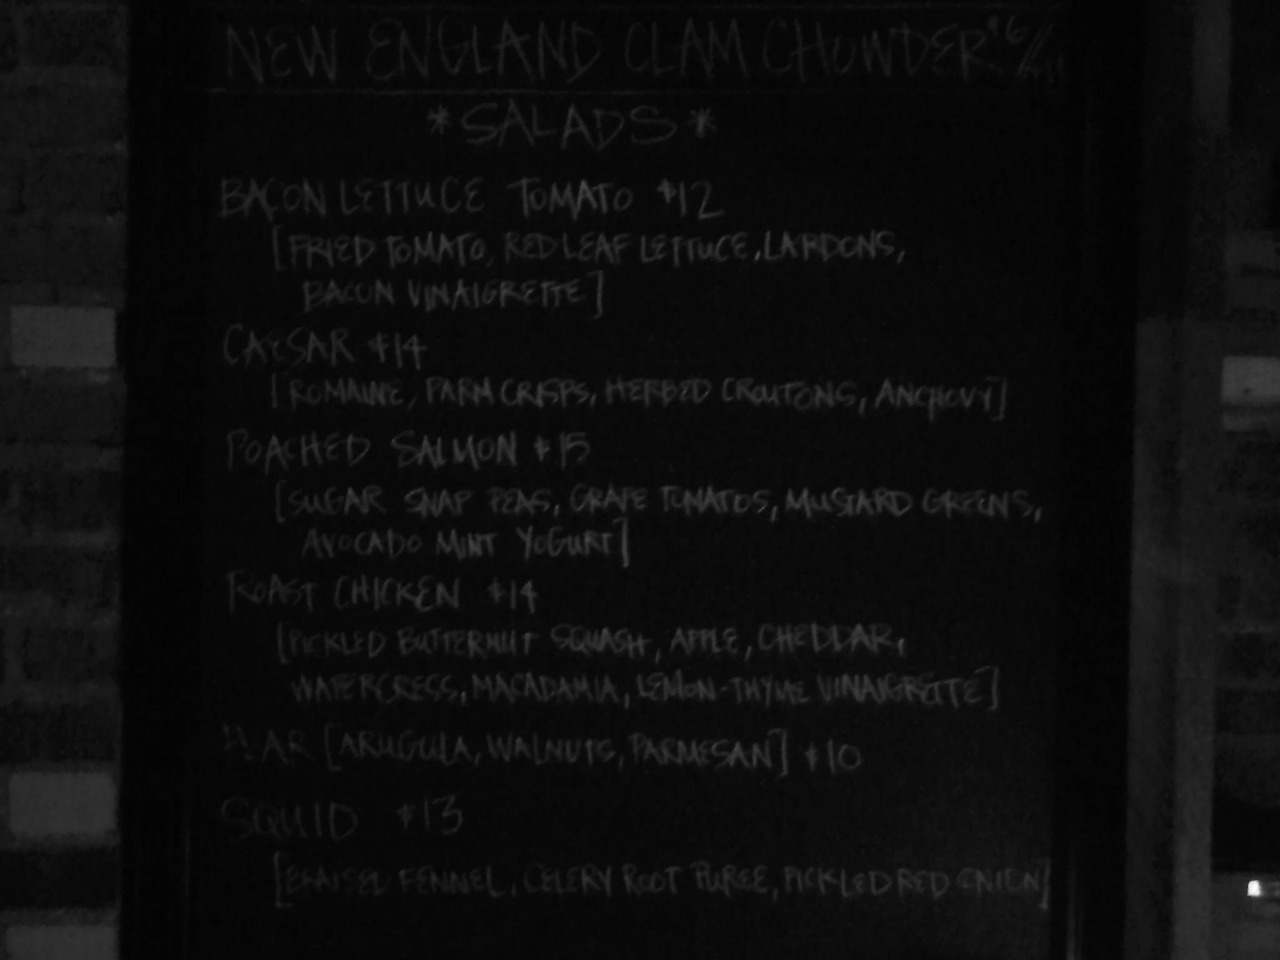 NEW ENGLAND CLAM CHOWDER $6/
*SALADS*
BACON LETTUCE TOMATO $12
[FRIED TOMATO, RED LEAF LETTUCE, LARDONS,
BACON VINAIGRETTE]
CAESAR $14
[ROMAINE, PARM CRISPS, HERBED CROUTONS, ANCHOVY]
POACHED SALMON $15
[SUGAR SNAP PEAS, GRAPE TOMATOS, MUSTARD GREENS,
AVOCADO MINT YOGURT]
ROAST CHICKEN $14
[PICKLED BUTTERNUT SQUASH, APPLE, CHEDDAR,
WATERCRESS, MACADAMIA, LEMON-THYME VINAIGRETTE]
[ARUGULA, WALNUTS, PARMESAN] $10
SQUID $13
[BRAISED FENNEL, CELERY ROOT PUREE, PICKLED RED ONION]